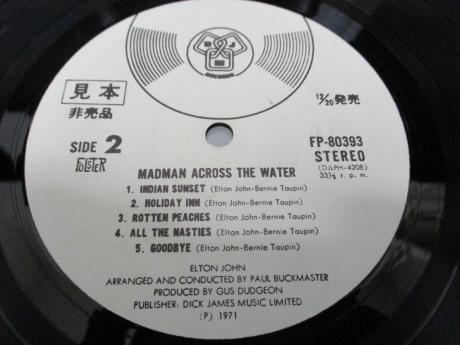 DJM
見本
非売品
12/20発売
SIDE 2
FP-80393
STEREO
(DJLPH-420B)
33⅓ r. p. m.
MADMAN ACROSS THE WATER
1. INDIAN SUNSET (Elton John-Bernie Taupin)
2. HOLIDAY INN (Elton John-Bernie Taupin)
3. ROTTEN PEACHES (Elton John-Bernie Taupin)
4. ALL THE NASTIES (Elton John-Bernie Taupin)
5. GOODBYE (Elton John-Bernie Taupin)
ELTON JOHN
ARRANGED AND CONDUCTED BY PAUL BUCKMASTER
PRODUCED BY GUS DUDGEON
PUBLISHER: DICK JAMES MUSIC LIMITED
(P) 1971